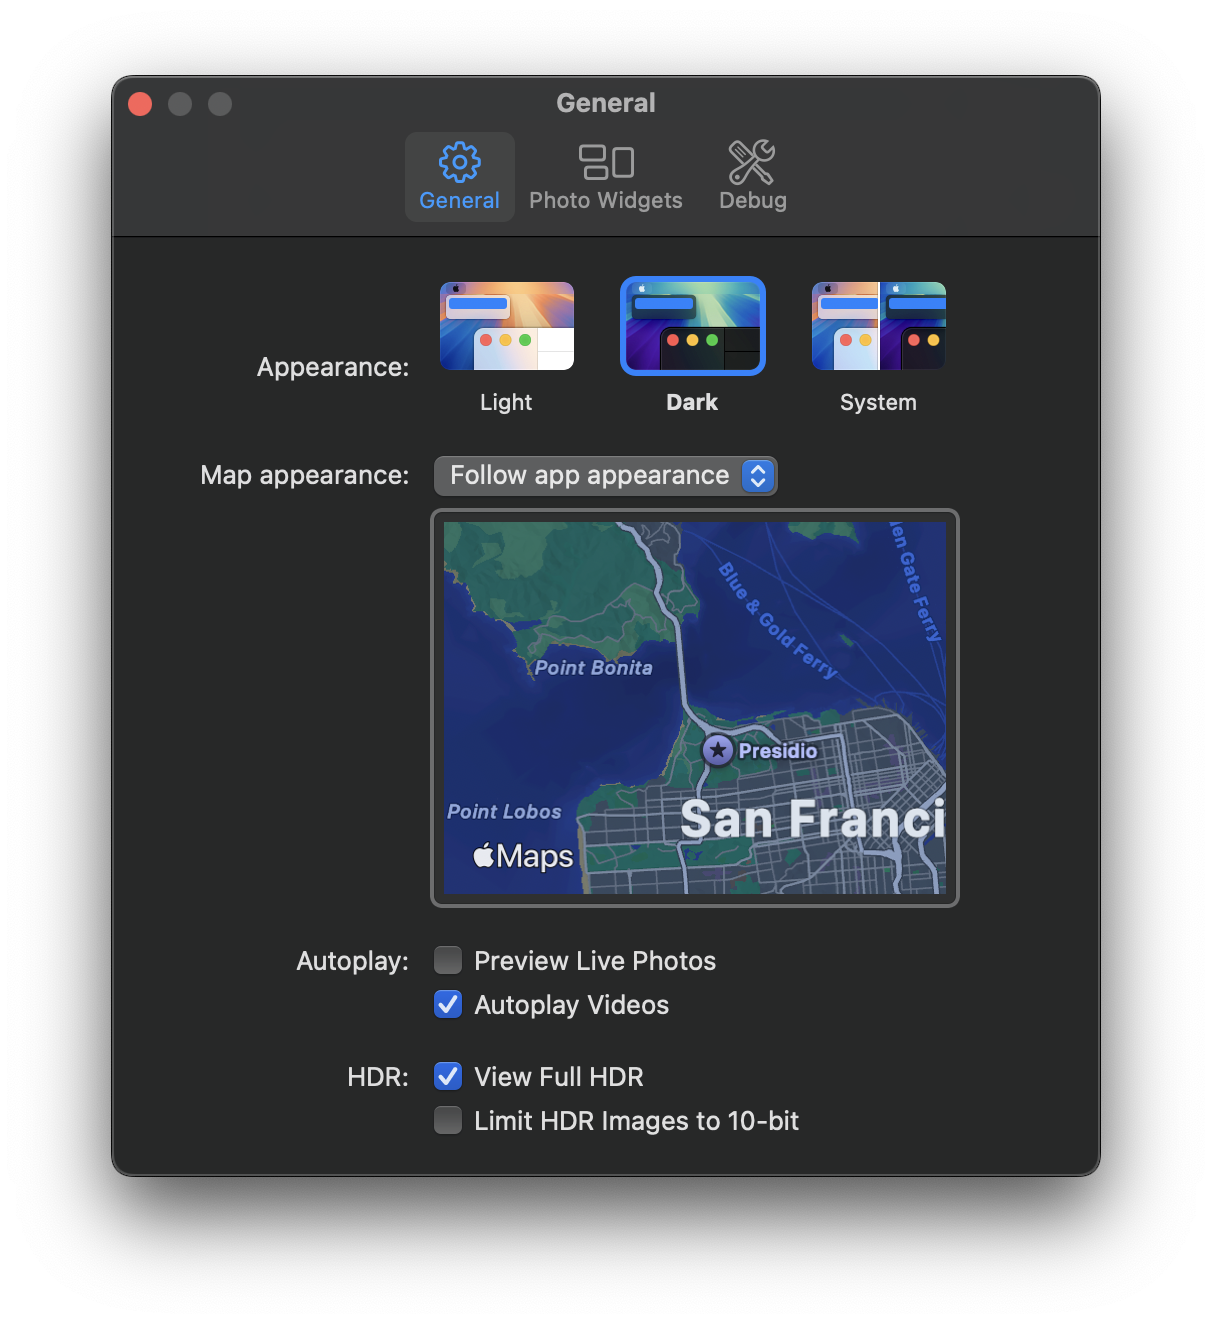 General
General
Photo Widgets
Debug
Appearance:
Light
Dark
System
Map appearance:
Follow app appearance
en Gate Ferry
Blue & Gold Ferry
Point Bonita
Presidio
Point Lobos
San Franci
Maps
Autoplay:
Preview Live Photos
Autoplay Videos
HDR:
View Full HDR
Limit HDR Images to 10-bit